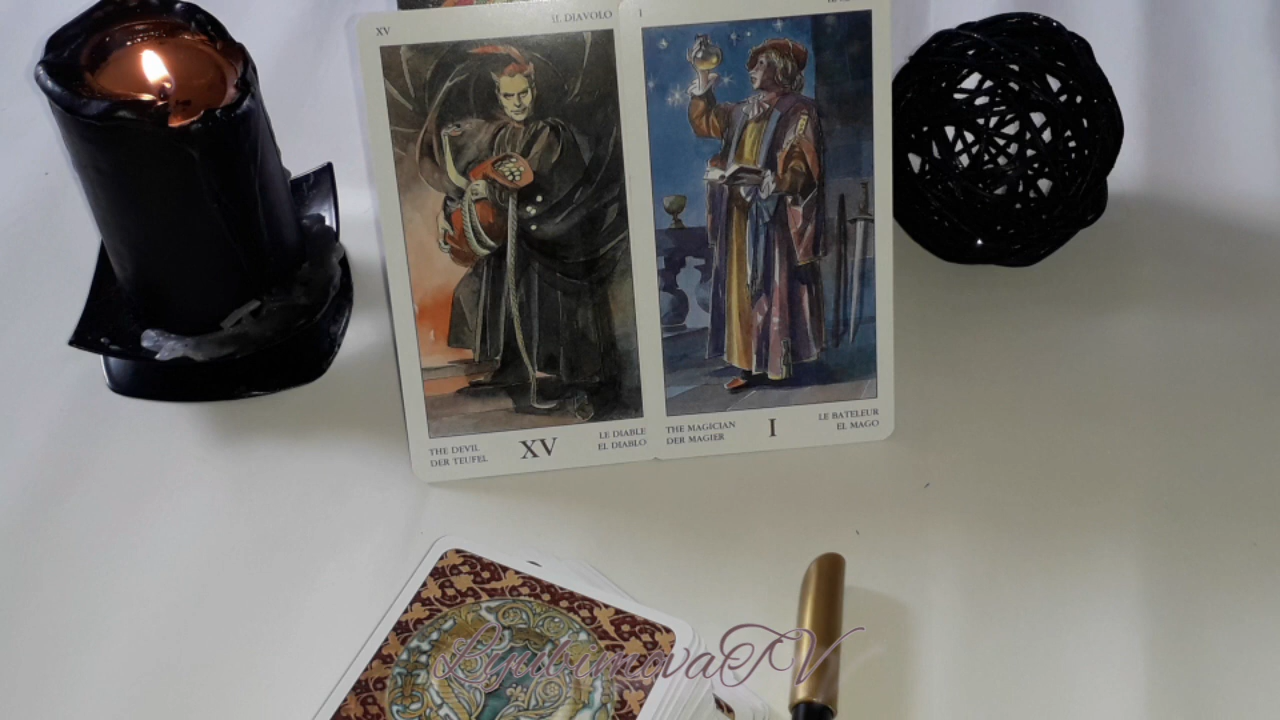 XV
IL DIAVOLO
I
THE DEVIL
DER TEUFEL
XV
LE DIABLE
EL DIABLO
THE MAGICIAN
DER MAGIER
I
LE BATELEUR
EL MAGO
LyubimovaTV